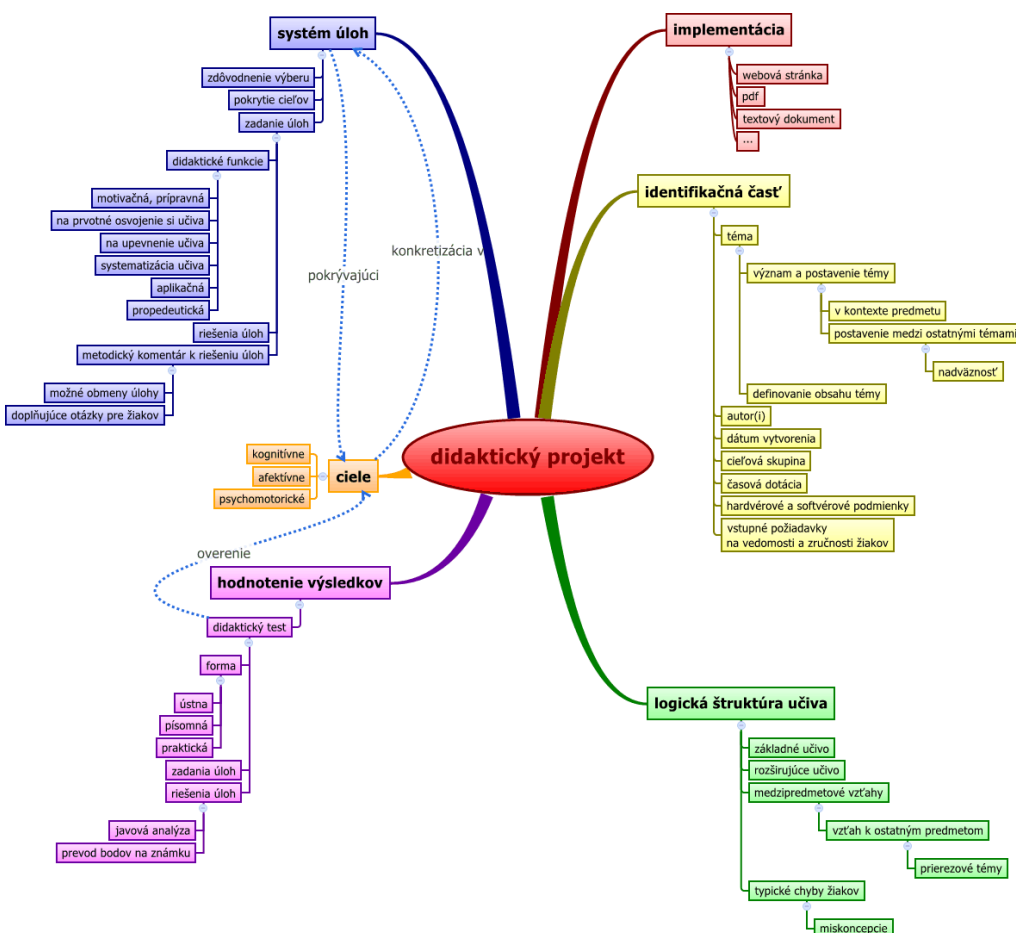 systém úloh
zdôvodnenie výberu
pokrytie cieľov
zadanie úloh
didaktické funkcie
motivačná, prípravná
na prvotné osvojenie si učiva
na upevnenie učiva
systematizácia učiva
aplikačná
propedeutická
riešenia úloh
metodický komentár k riešeniu úloh
možné obmeny úlohy
doplňujúce otázky pre žiakov
pokrývajúci
konkretizácia v
implementácia
webová stránka
pdf
textový dokument
...
identifikačná časť
téma
význam a postavenie témy
v kontexte predmetu
postavenie medzi ostatnými témami
nadväznosť
definovanie obsahu témy
autor(i)
dátum vytvorenia
cieľová skupina
časová dotácia
hardvérové a softvérové podmienky
vstupné požiadavky
na vedomosti a zručnosti žiakov
didaktický projekt
ciele
kognitívne
afektívne
psychomotorické
overenie
hodnotenie výsledkov
didaktický test
forma
ústna
písomná
praktická
zadania úloh
riešenia úloh
javová analýza
prevod bodov na známku
logická štruktúra učiva
základné učivo
rozširujúce učivo
medzipredmetové vzťahy
vzťah k ostatným predmetom
prierezové témy
typické chyby žiakov
miskoncepcie